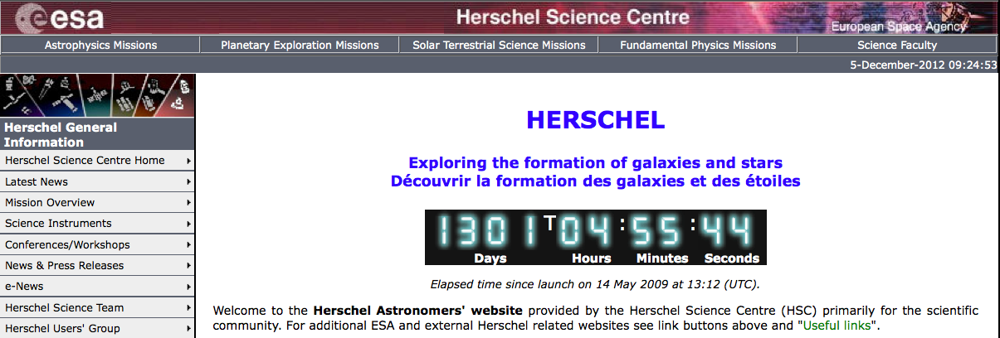 esa
Herschel Science Centre
European Space Agency
Astrophysics Missions
Planetary Exploration Missions
Solar Terrestrial Science Missions
Fundamental Physics Missions
Science Faculty
5-December-2012 09:24:53
Herschel General
Information
Herschel Science Centre Home
Latest News
Mission Overview
Science Instruments
Conferences/Workshops
News & Press Releases
e-News
Herschel Science Team
Herschel Users' Group
HERSCHEL
Exploring the formation of galaxies and stars
Découvrir la formation des galaxies et des étoiles
1301 T 04 : 55 : 44
Days Hours Minutes Seconds
Elapsed time since launch on 14 May 2009 at 13:12 (UTC).
Welcome to the Herschel Astronomers' website provided by the Herschel Science Centre (HSC) primarily for the scientific
community. For additional ESA and external Herschel related websites see link buttons above and "Useful links".